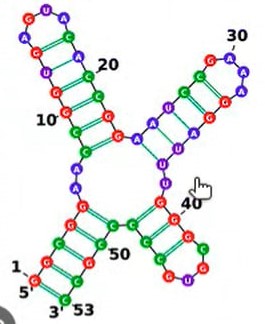 U
G A
A C
30
G A G A
20
U C C C A
G C U A
10 G C A G
C G A A G
C U A
A U U
A U
G G 40
G C C G
C C C G G
50
1 G G C C C
G C G G
5' C U
3' 53